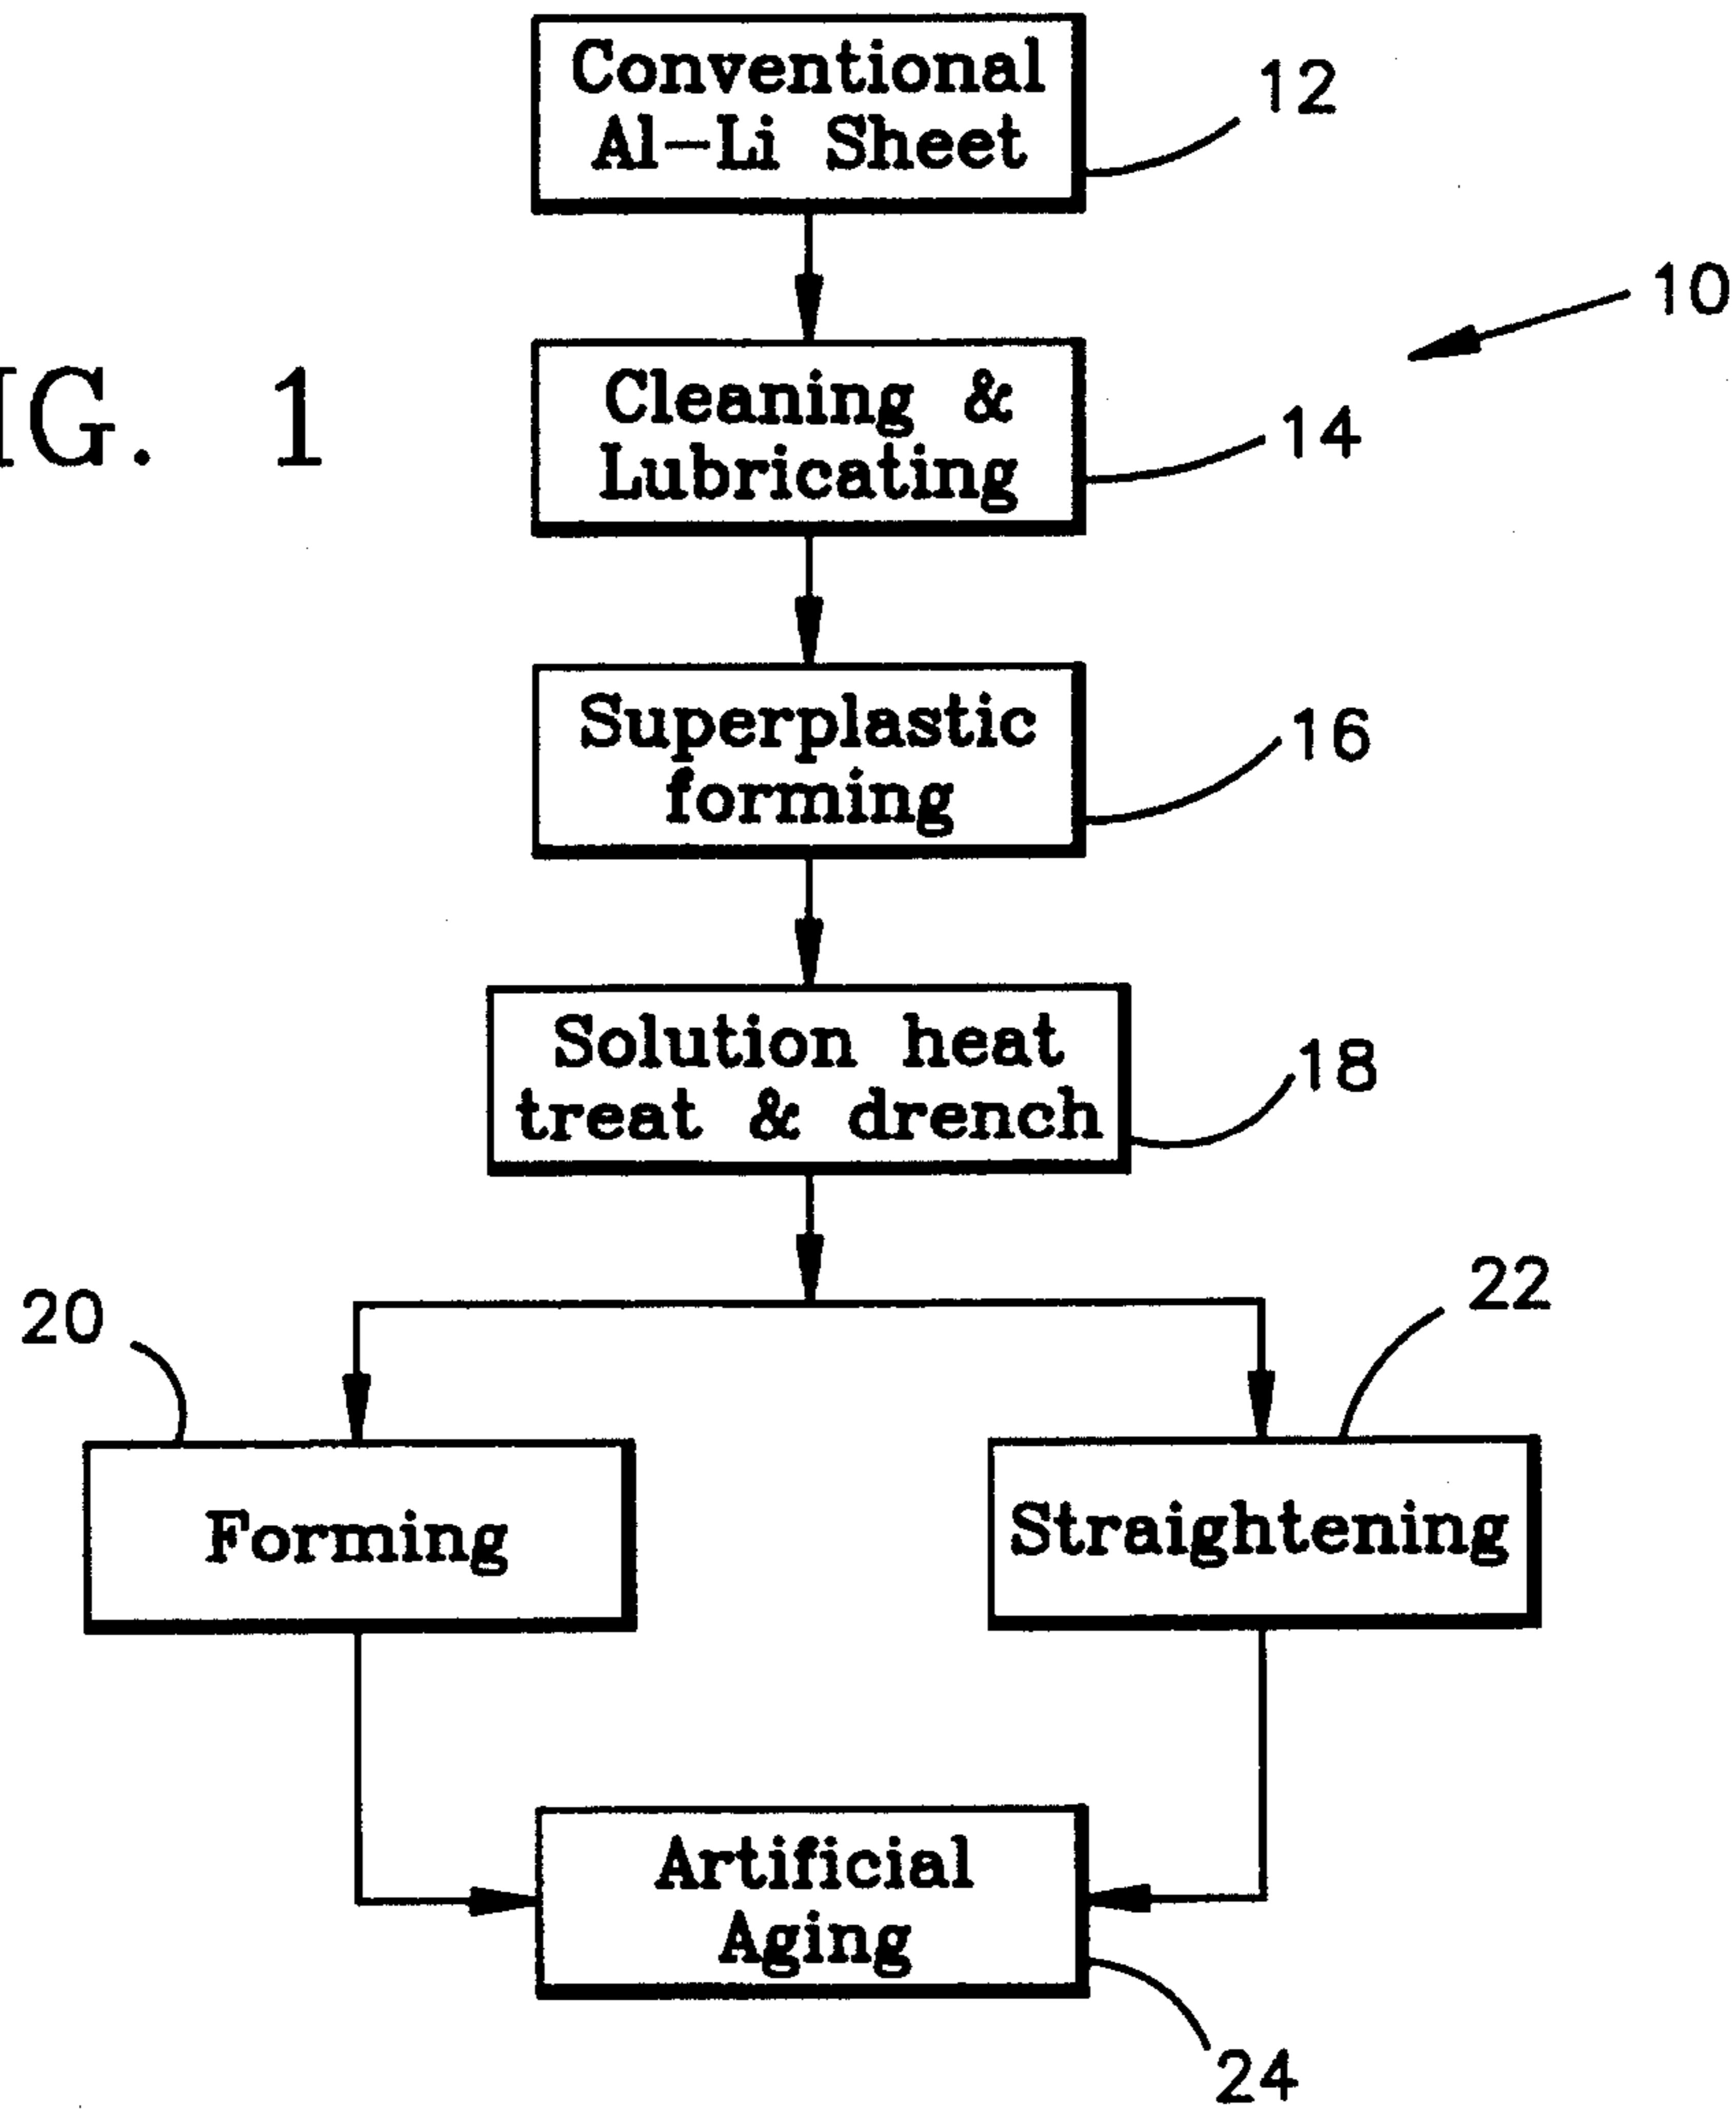 Conventional
Al-Li Sheet
12
10
IG. 1
Cleaning &
Lubricating
14
Superplastic
forming
16
Solution heat
treat & drench
18
20
22
Forming
Straightening
Artificial
Aging
24